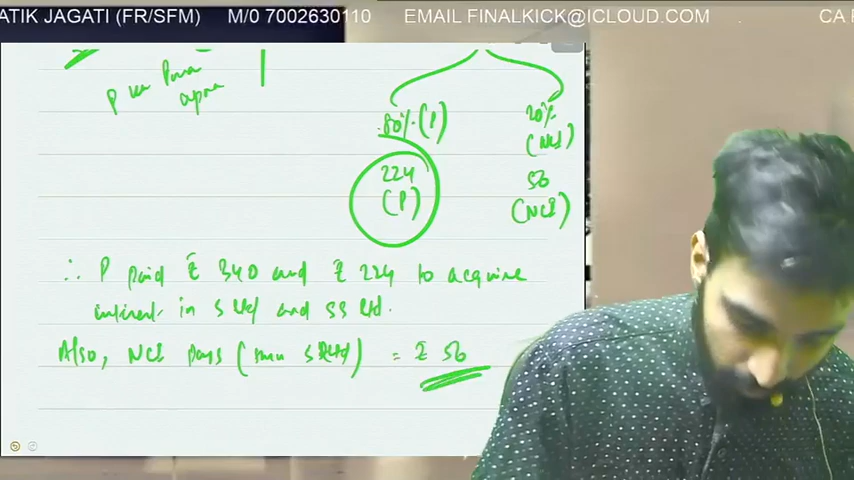 ATIK JAGATI (FR/SFM) M/0 7002630110 EMAIL FINALKICK@ICLOUD.COM . CA F
P
apna
80% (P) 20% (NCI)
224 (P) 56 (NCI)
∴ P paid ₹ 340 and ₹ 224 to acquire
interest in S Ltd and SS Ltd.
Also, NCI pays ( S Ltd) = ₹ 56